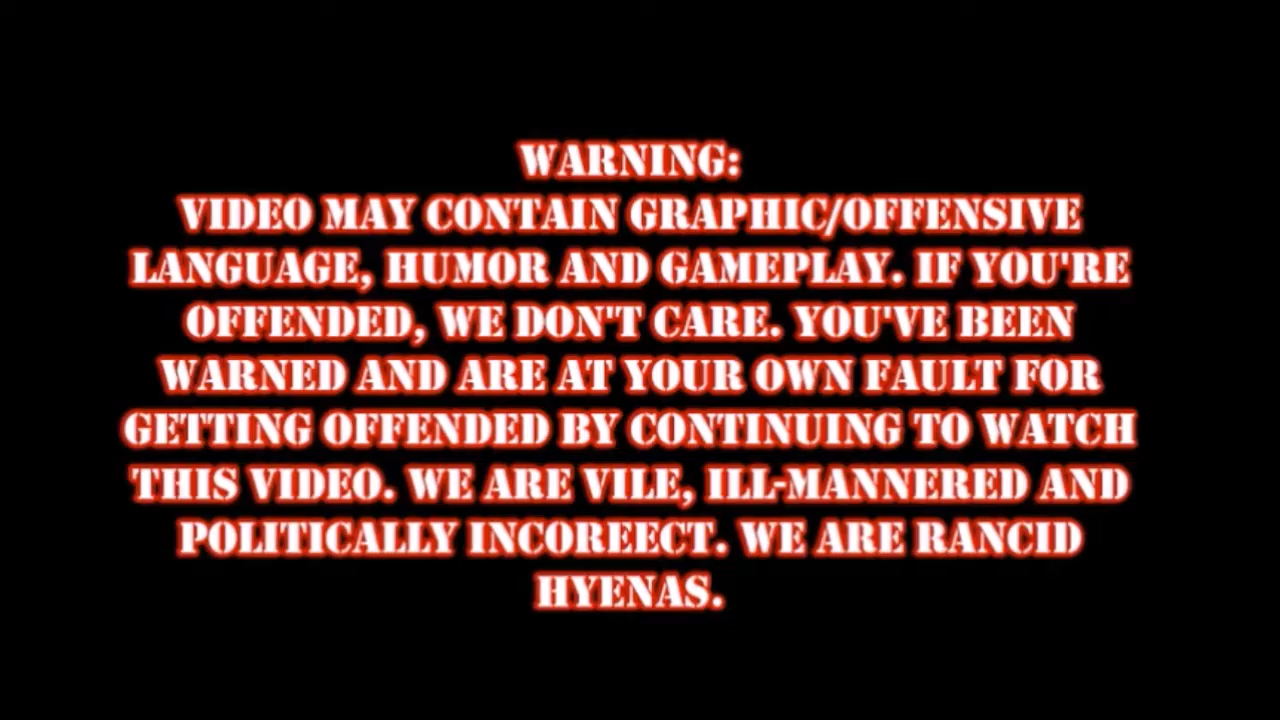 WARNING:
VIDEO MAY CONTAIN GRAPHIC/OFFENSIVE
LANGUAGE, HUMOR AND GAMEPLAY. IF YOU'RE
OFFENDED, WE DON'T CARE. YOU'VE BEEN
WARNED AND ARE AT YOUR OWN FAULT FOR
GETTING OFFENDED BY CONTINUING TO WATCH
THIS VIDEO. WE ARE VILE, ILL-MANNERED AND
POLITICALLY INCOREECT. WE ARE RANCID
HYENAS.